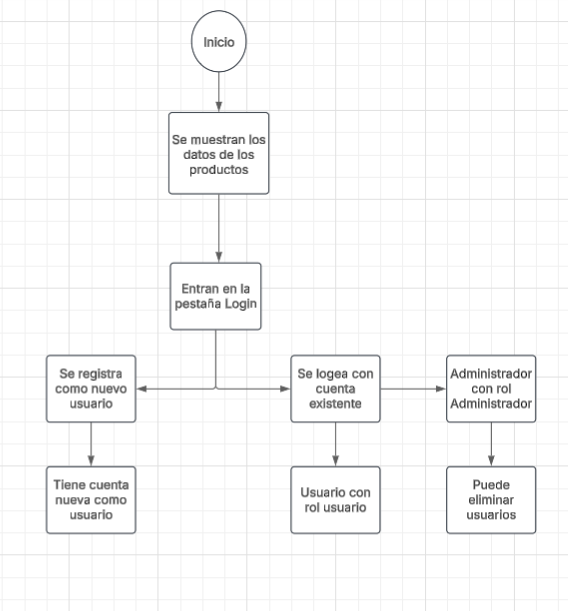 Inicio
Se muestran los
datos de los
productos
Entran en la
pestaña Login
Se registra
como nuevo
usuario
Se logea con
cuenta
existente
Administrador
con rol
Administrador
Tiene cuenta
nueva como
usuario
Usuario con
rol usuario
Puede
eliminar
usuarios